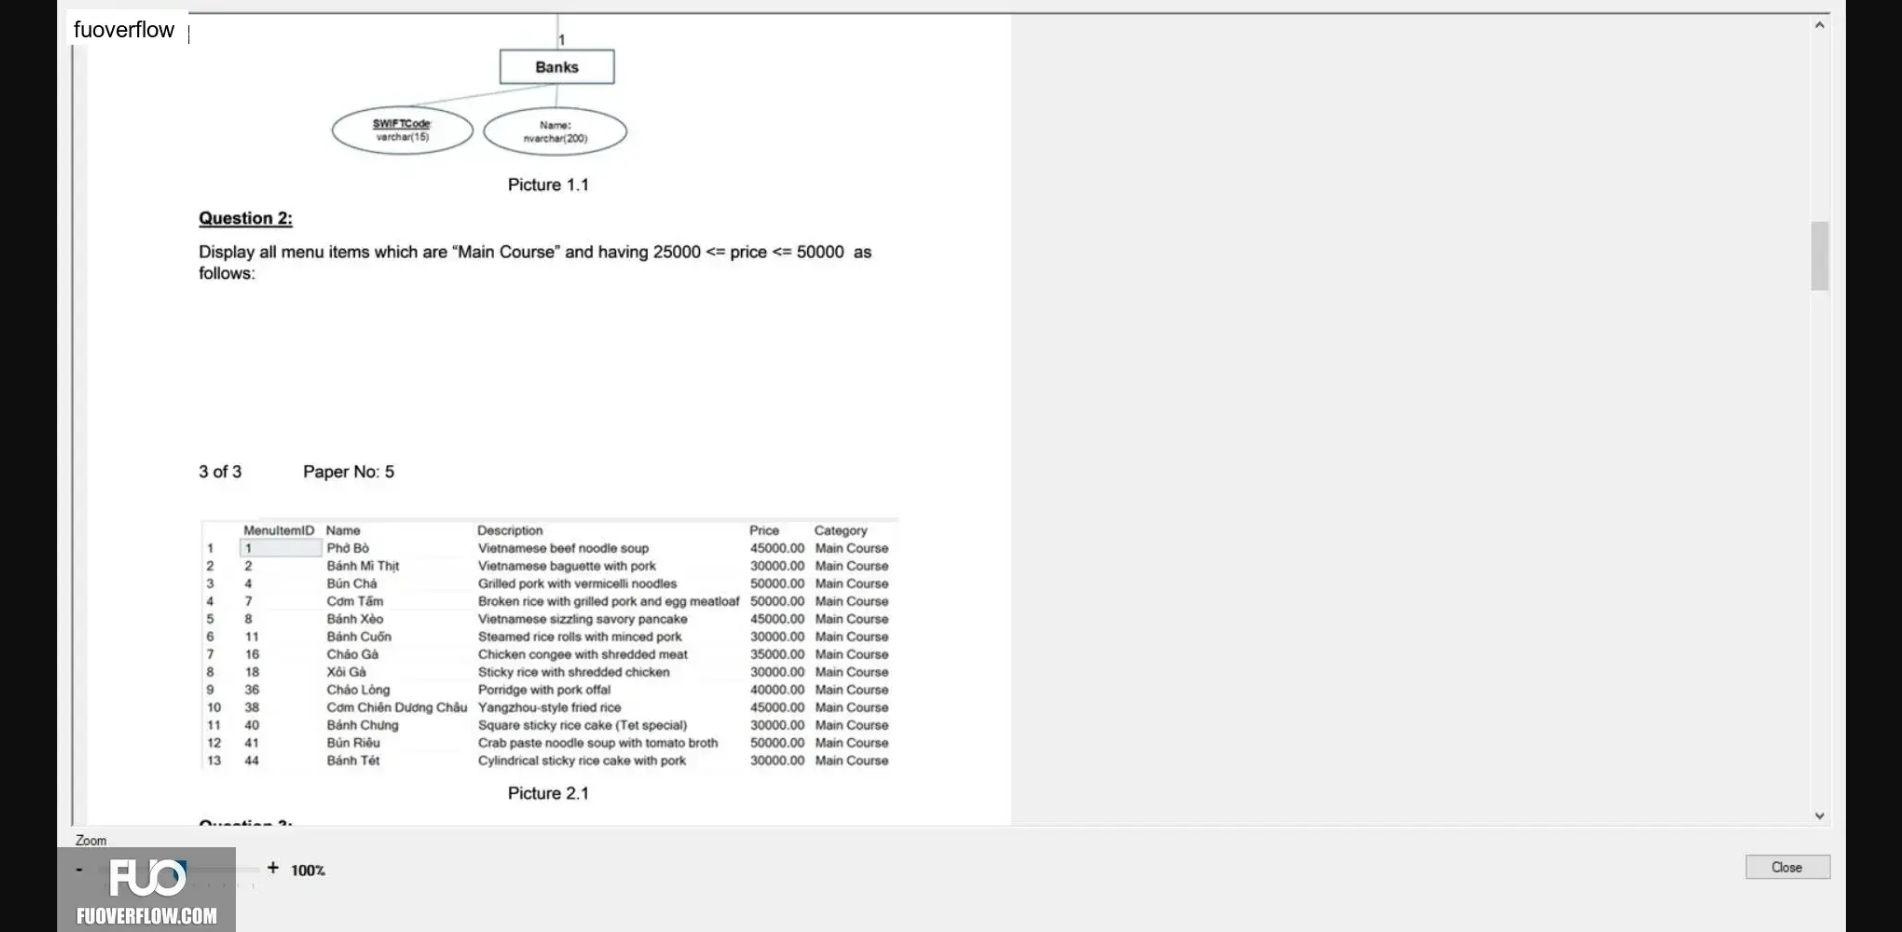 fuoverflow
1
Banks
SWIFTCode:
varchar(15)
Name:
nvarchar(200)
Picture 1.1
Question 2:
Display all menu items which are “Main Course” and having 25000 <= price <= 50000 as
follows:
3 of 3 Paper No: 5
MenuItemID Name Description Price Category
1 1 Phở Bò Vietnamese beef noodle soup 45000.00 Main Course
2 2 Bánh Mì Thịt Vietnamese baguette with pork 30000.00 Main Course
3 4 Bún Chả Grilled pork with vermicelli noodles 50000.00 Main Course
4 7 Cơm Tấm Broken rice with grilled pork and egg meatloaf 50000.00 Main Course
5 8 Bánh Xèo Vietnamese sizzling savory pancake 45000.00 Main Course
6 11 Bánh Cuốn Steamed rice rolls with minced pork 30000.00 Main Course
7 16 Cháo Gà Chicken congee with shredded meat 35000.00 Main Course
8 18 Xôi Gà Sticky rice with shredded chicken 30000.00 Main Course
9 36 Cháo Lòng Porridge with pork offal 40000.00 Main Course
10 38 Cơm Chiên Dương Châu Yangzhou-style fried rice 45000.00 Main Course
11 40 Bánh Chưng Square sticky rice cake (Tet special) 30000.00 Main Course
12 41 Bún Riêu Crab paste noodle soup with tomato broth 50000.00 Main Course
13 44 Bánh Tét Cylindrical sticky rice cake with pork 30000.00 Main Course
Picture 2.1
Question 3:
Zoom
- + 100%
Close
FUO
FUOVERFLOW.COM